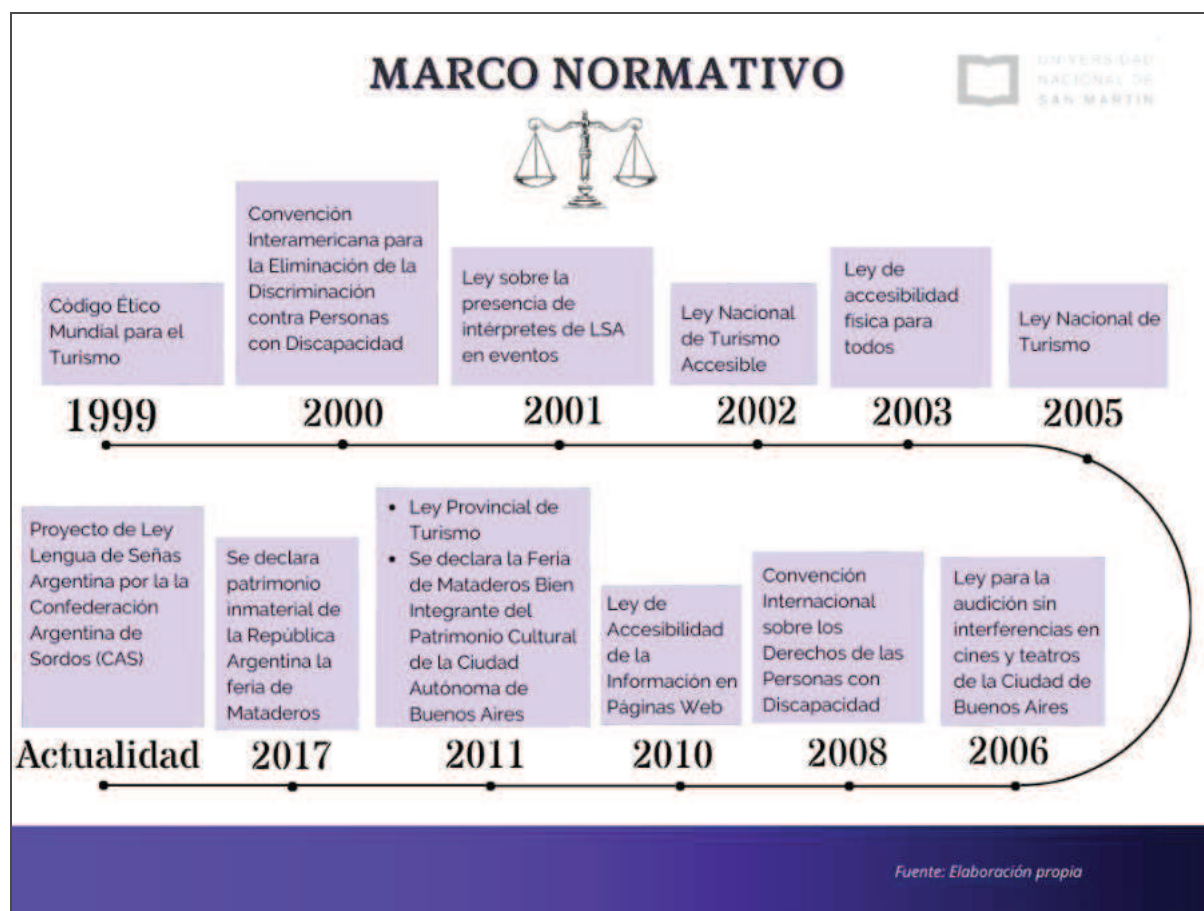 MARCO NORMATIVO
UNIVERSIDAD
NACIONAL DE
SAN MARTÍN
Código Ético
Mundial para el
Turismo
1999
Convención
Interamericana para
la Eliminación de la
Discriminación
contra Personas
con Discapacidad
2000
Ley sobre la
presencia de
intérpretes de LSA
en eventos
2001
Ley Nacional
de Turismo
Accesible
2002
Ley de
accesibilidad
física para
todos
2003
Ley Nacional de
Turismo
2005
Ley para la
audición sin
interferencias en
cines y teatros
de la Ciudad de
Buenos Aires
2006
Convención
Internacional
sobre los
Derechos de las
Personas con
Discapacidad
2008
Ley de
Accesibilidad
de la
Información en
Páginas Web
2010
• Ley Provincial de
Turismo
• Se declara la Feria
de Mataderos Bien
Integrante del
Patrimonio Cultural
de la Ciudad
Autónoma de
Buenos Aires
2011
Se declara
patrimonio
inmaterial de
la República
Argentina la
feria de
Mataderos
2017
Proyecto de Ley
Lengua de Señas
Argentina por la la
Confederación
Argentina de
Sordos (CAS)
Actualidad
Fuente: Elaboración propia